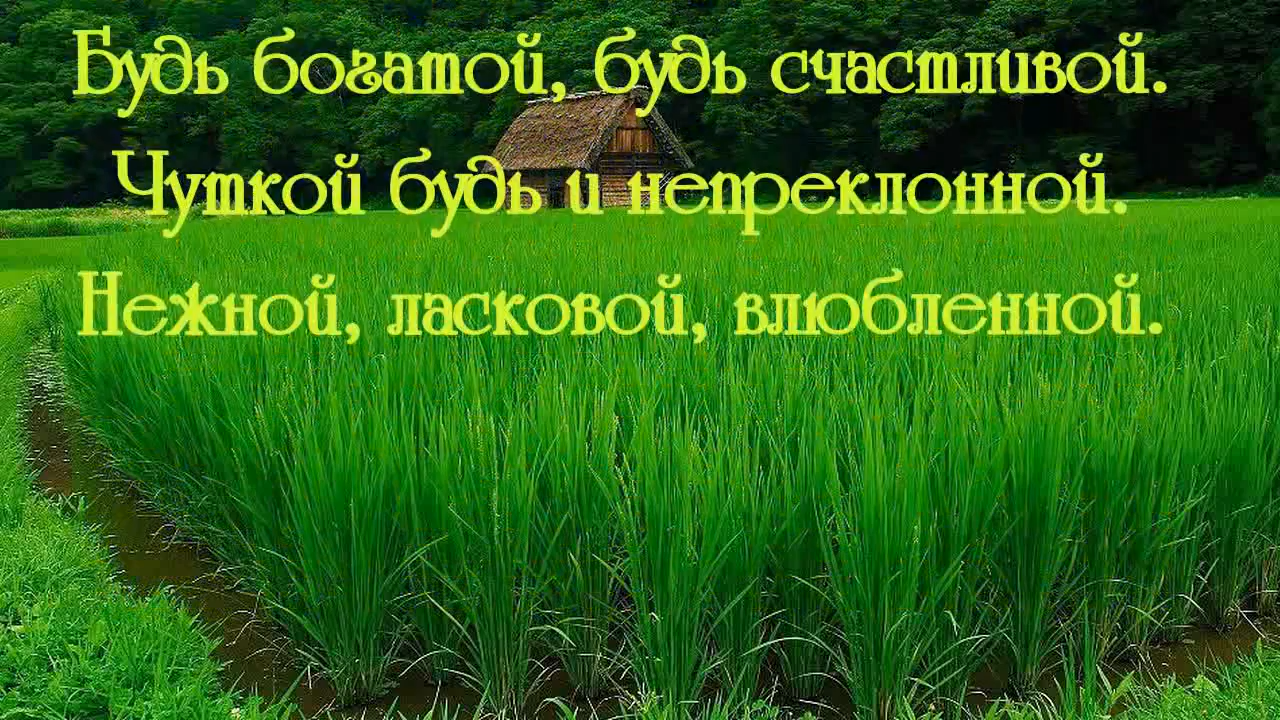 Будь богатой, будь счастливой.
Чуткой будь и непреклонной.
Нежной, ласковой, влюбленной.